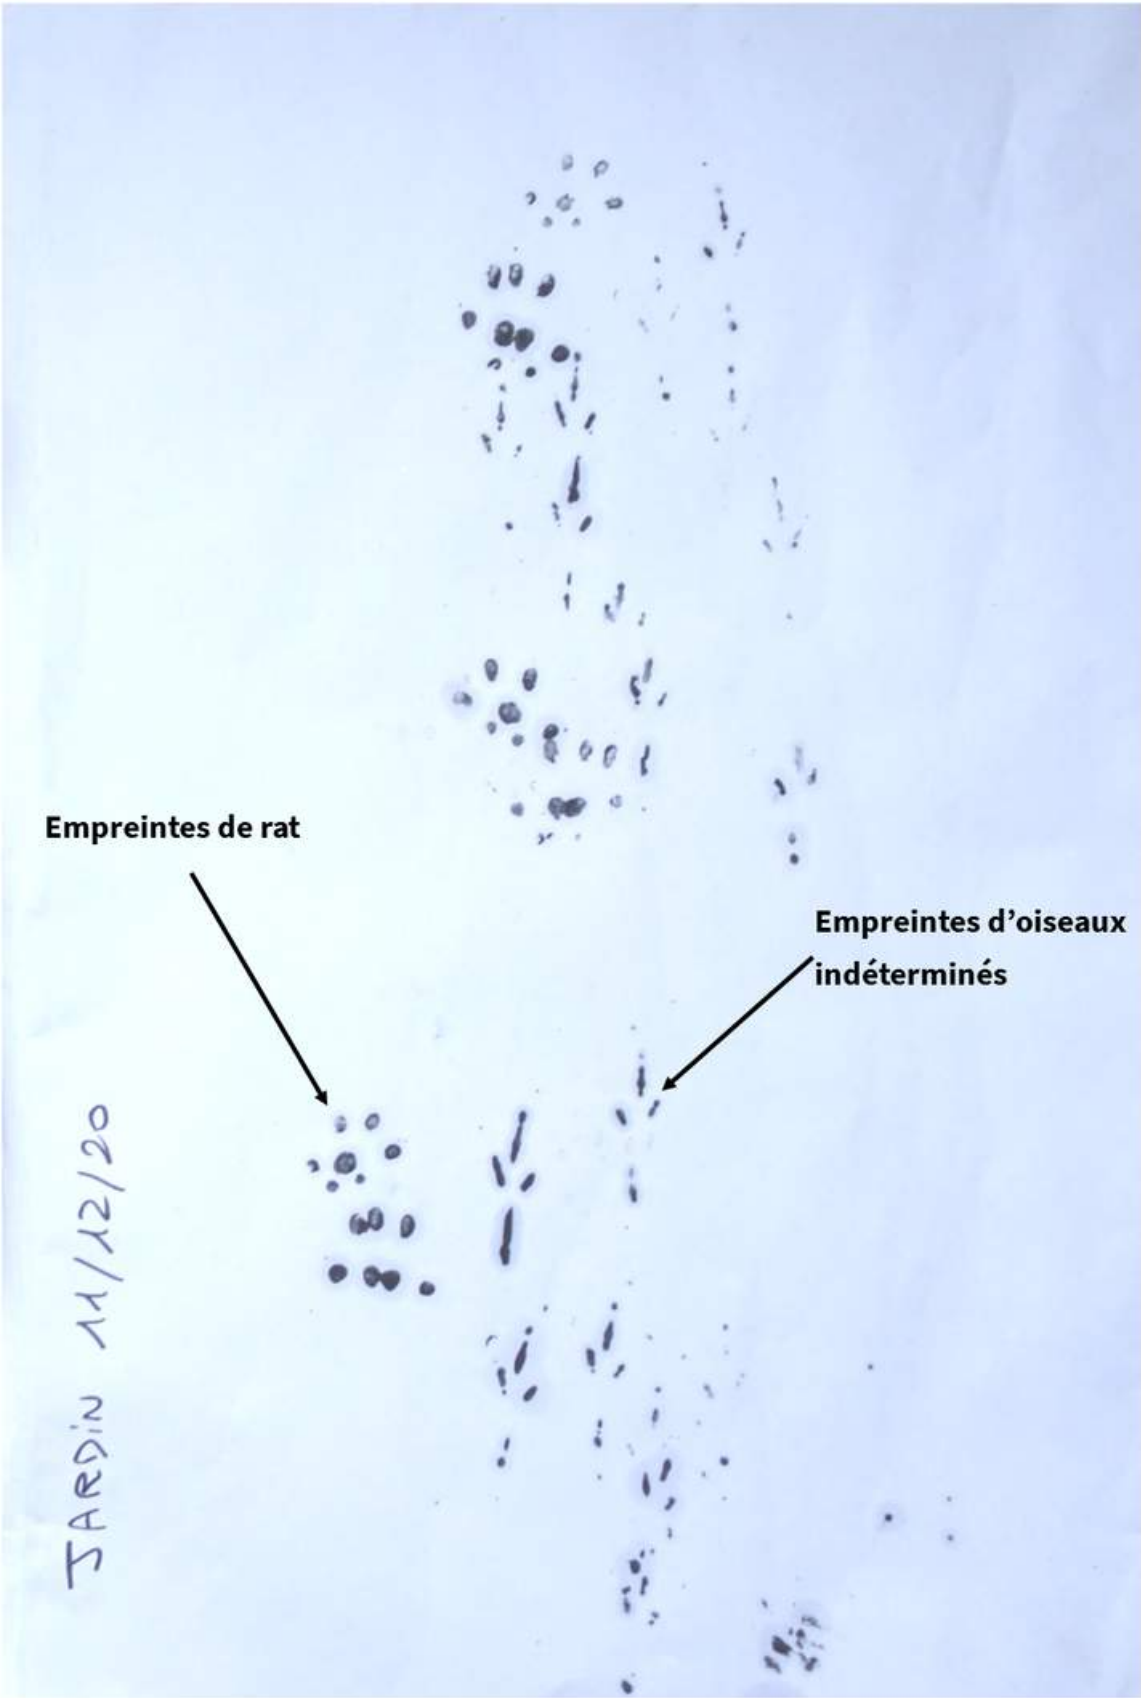 Empreintes de rat
Empreintes d’oiseaux
indéterminés
JARDiN 11/12/20